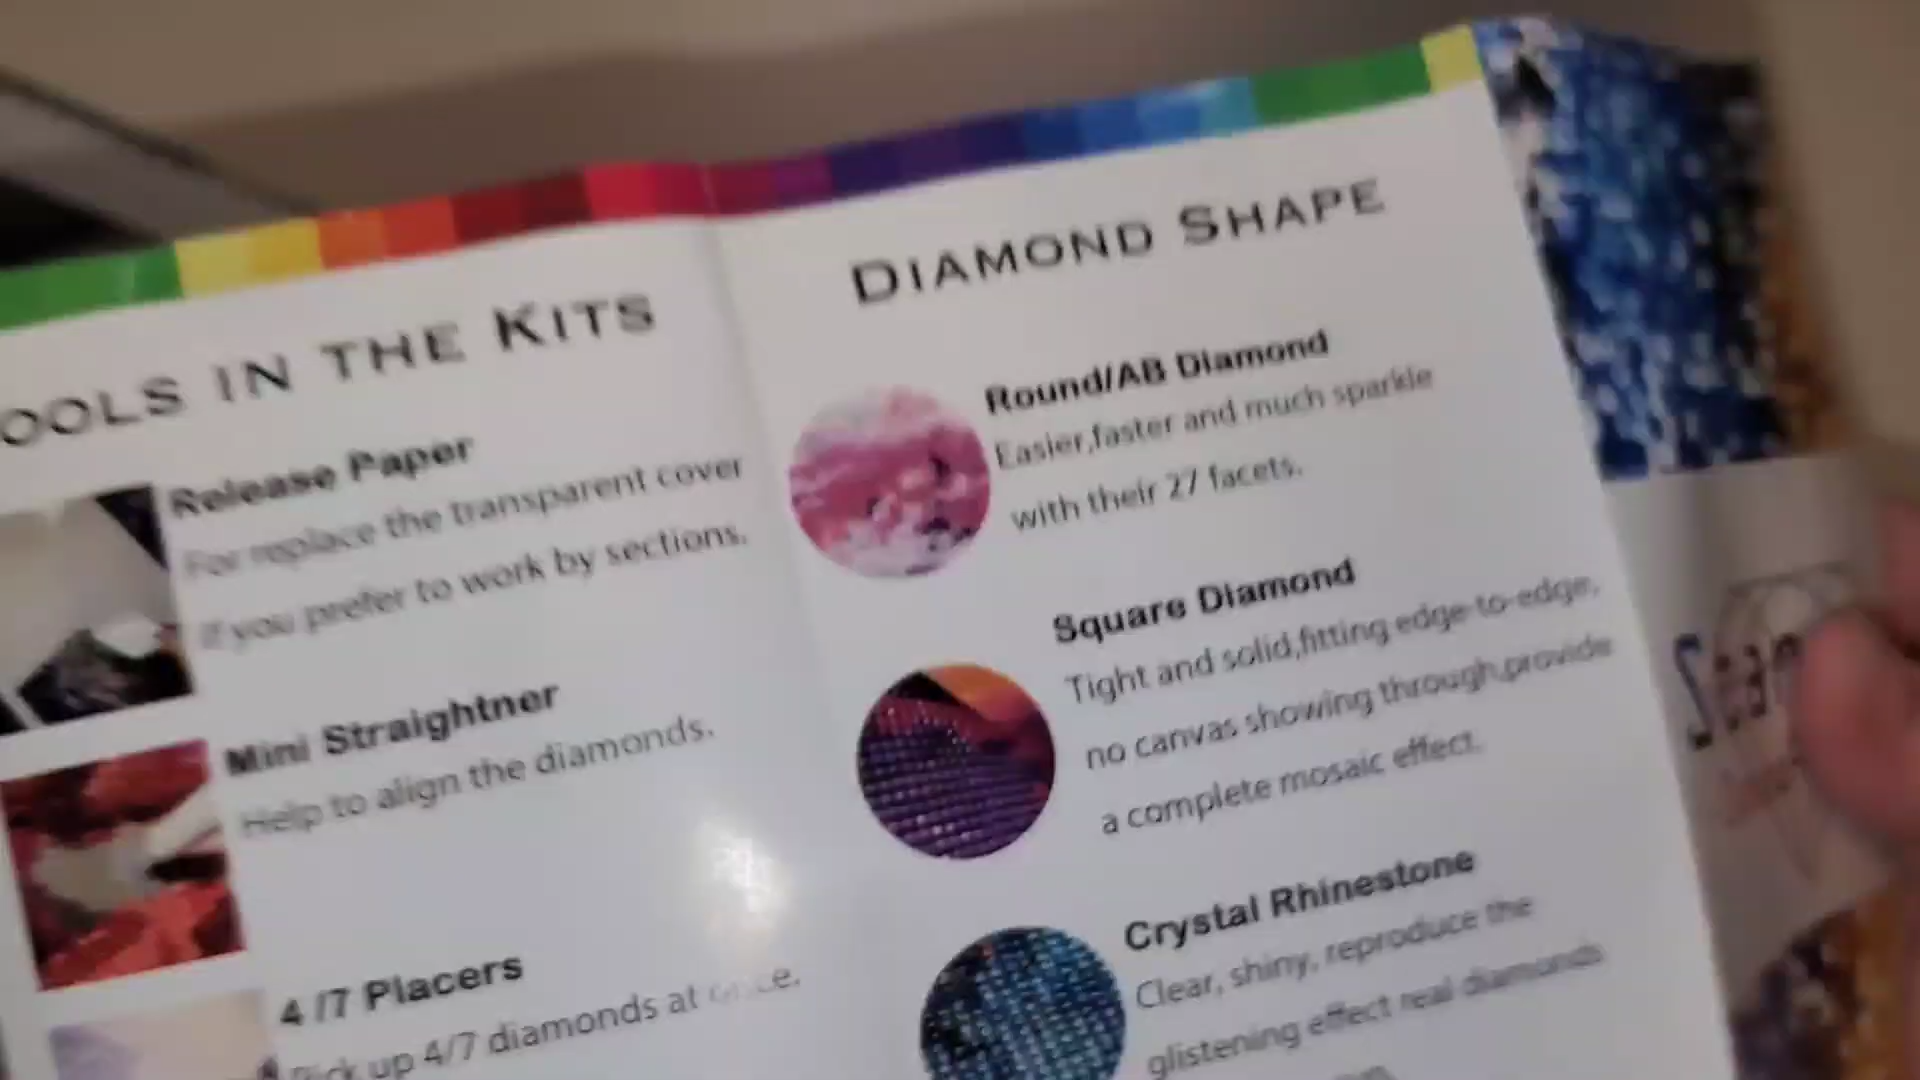 OOLS IN THE KITS
Release Paper
For replace the transparent cover
if you prefer to work by sections.
Mini Straightner
Help to align the diamonds.
4 /7 Placers
Pick up 4/7 diamonds at
DIAMOND SHAPE
Round/AB Diamond
Easier,faster and much sparkle
with their 27 facets.
Square Diamond
Tight and solid,fitting edge-to-edge,
no canvas showing through,provide
a complete mosaic effect.
Crystal Rhinestone
Clear, shiny, reproduce the
glistening effect real diamonds